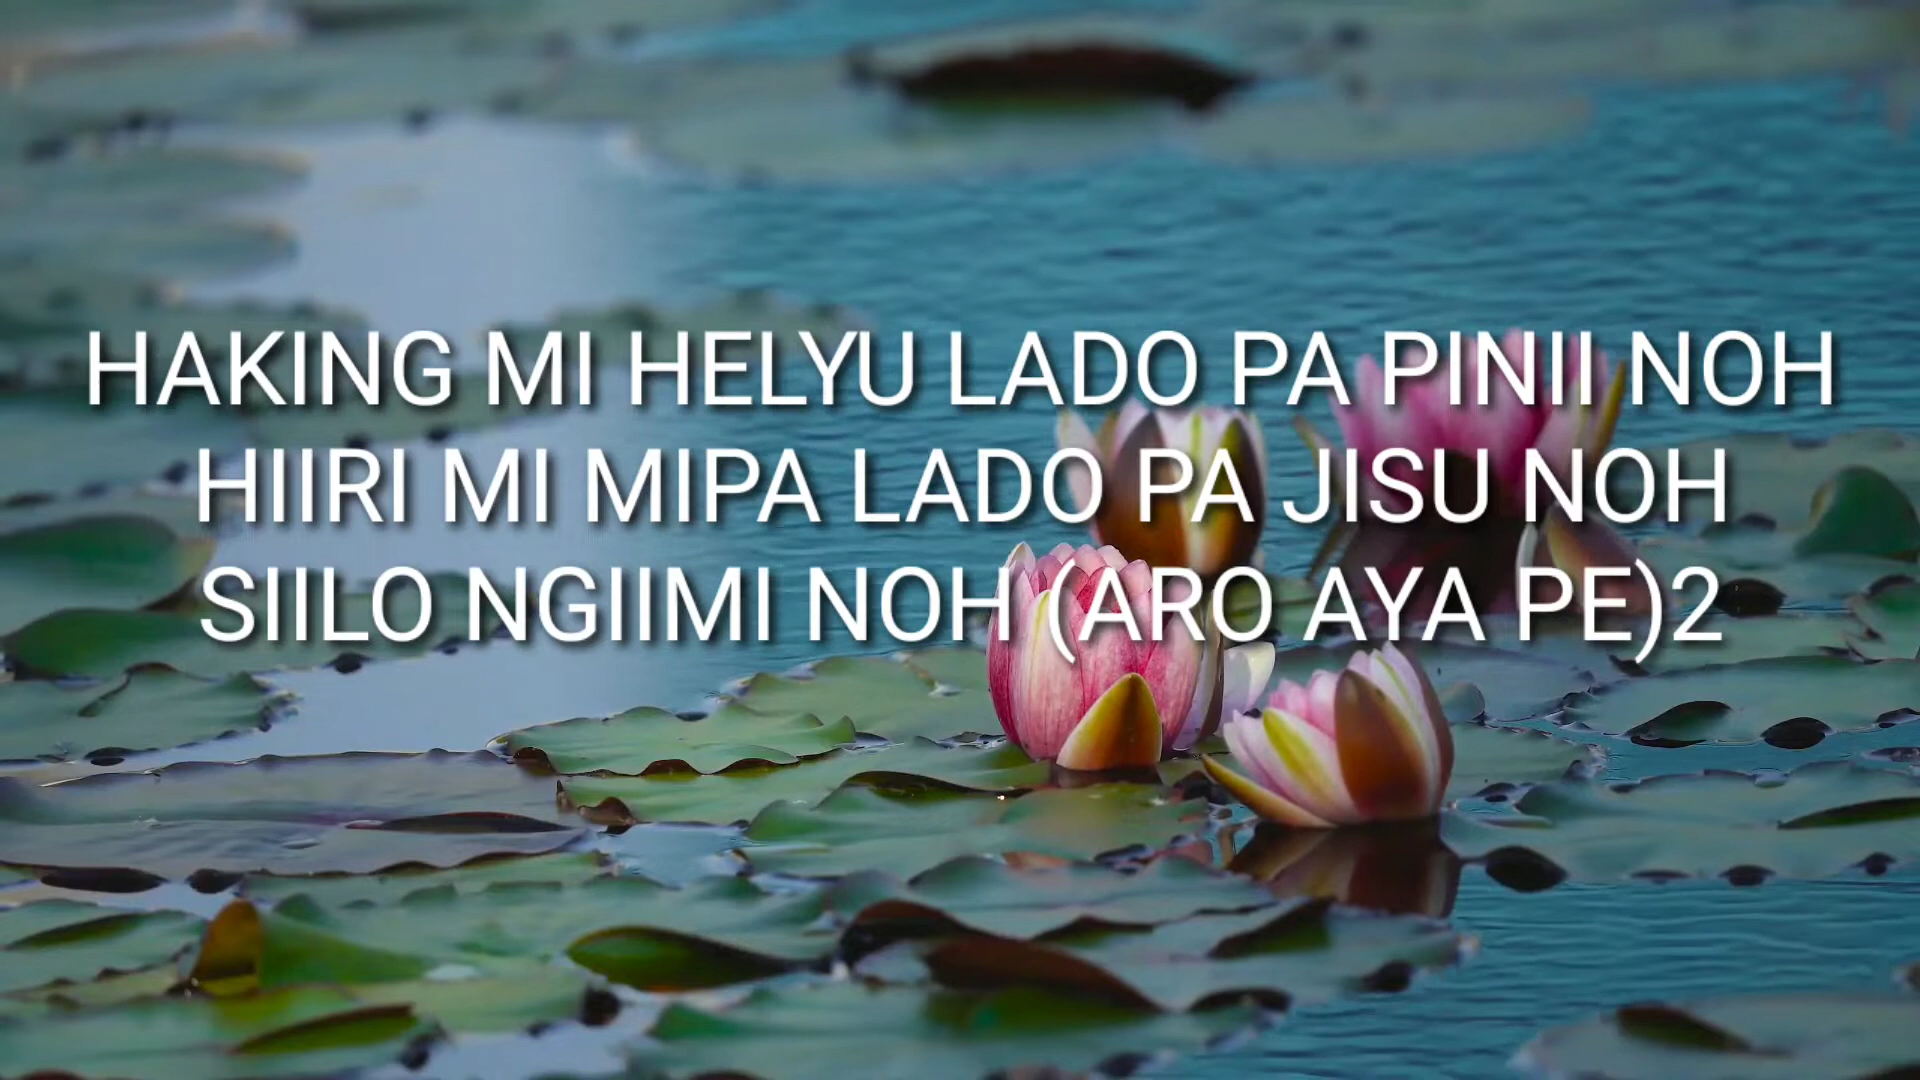 HAKING MI HELYU LADO PA PINII NOH
HIIRI MI MIPA LADO PA JISU NOH
SIILO NGIIMI NOH (ARO AYA PE)2